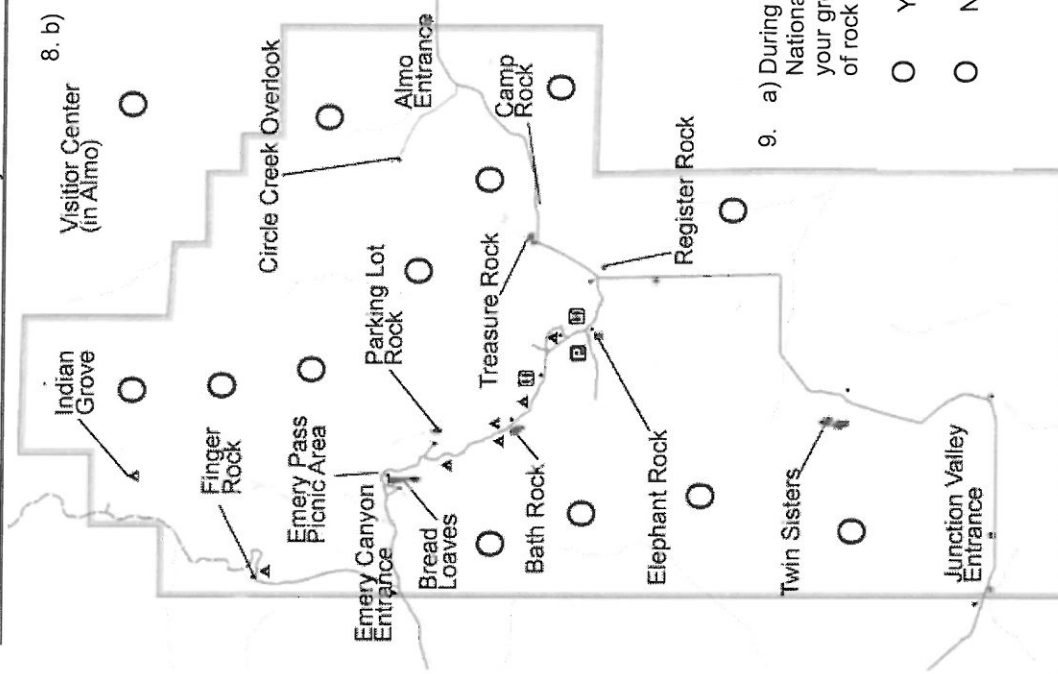 8. b)
Visitior Center
(in Almo)
Indian
Grove
Circle Creek Overlook
Finger
Rock
Almo
Entrance
Emery Pass
Picnic Area
Parking Lot
Rock
Camp
Rock
Emery Canyon
Entrance
Bread
Loaves
Treasure Rock
Bath Rock
Register Rock
P
Elephant Rock
Twin Sisters
Junction Valley
Entrance
9. a) During
Nationa
your gr
of rock
Y
N